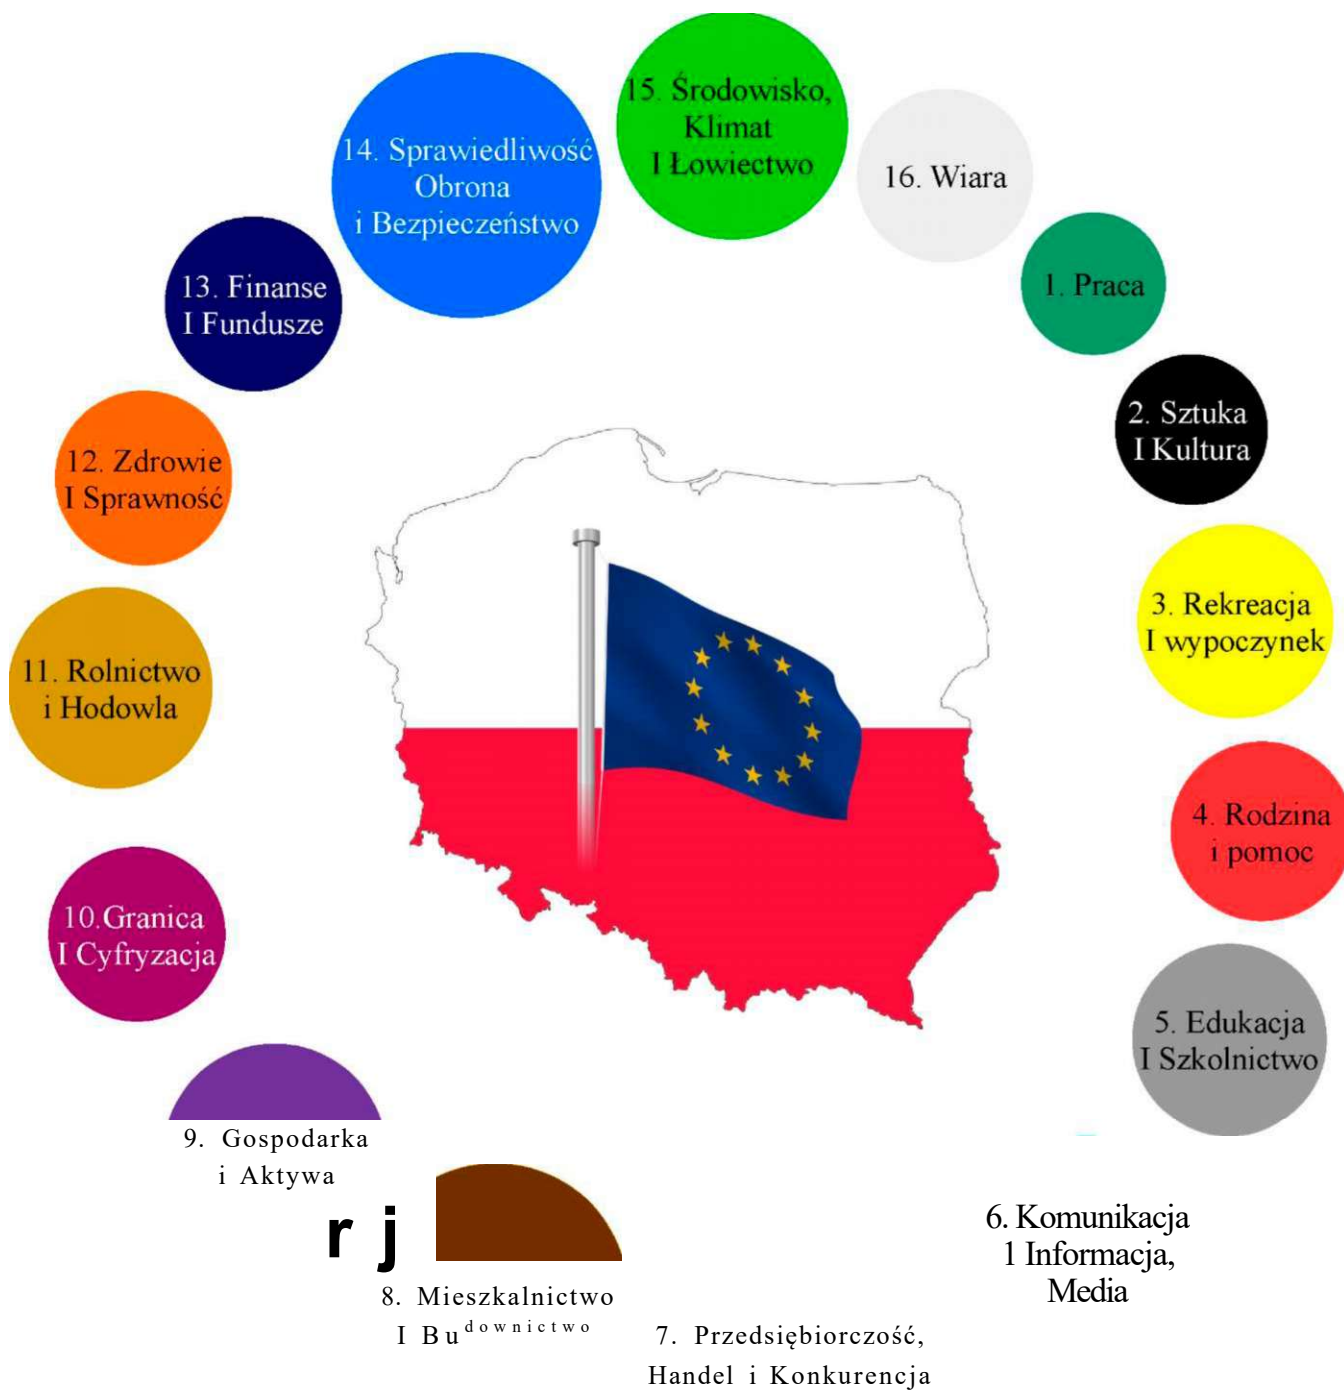 15. Środowisko,
Klimat
I Łowiectwo
14. Sprawiedliwość
Obrona
i Bezpieczeństwo
16. Wiara
13. Finanse
I Fundusze
1. Praca
2. Sztuka
I Kultura
12. Zdrowie
I Sprawność
3. Rekreacja
I wypoczynek
11. Rolnictwo
i Hodowla
4. Rodzina
i pomoc
10.Granica
I Cyfryzacja
5. Edukacja
I Szkolnictwo
9. Gospodarka
i Aktywa
r j
6. Komunikacja
1 Informacja,
Media
8. Mieszkalnictwo
I Budownictwo
7. Przedsiębiorczość,
Handel i Konkurencja